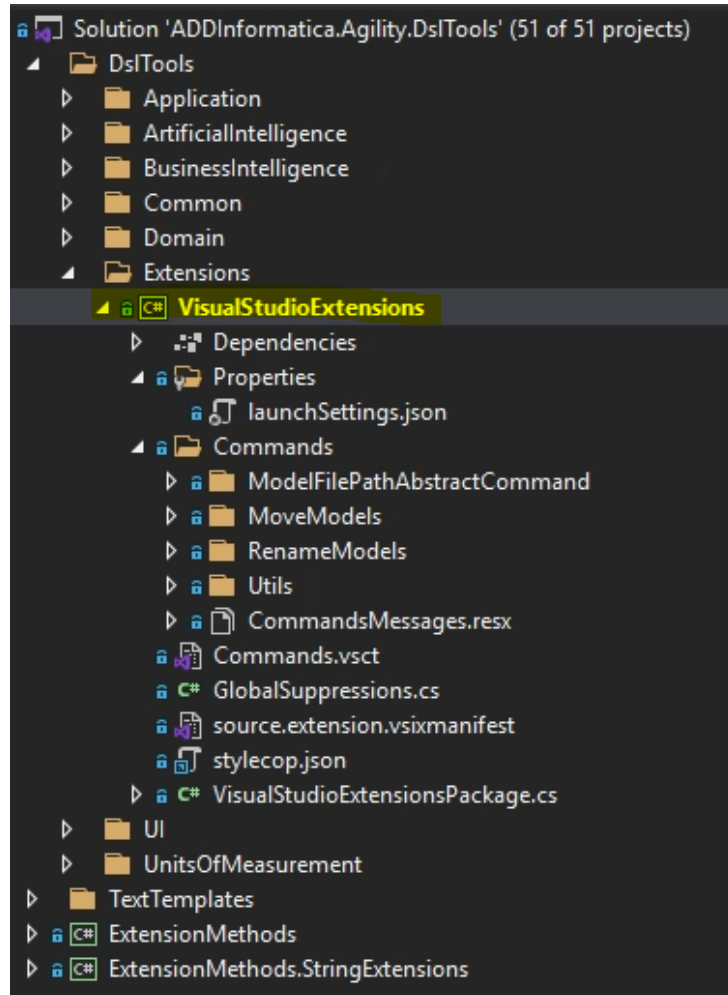 Solution 'ADDInformatica.Agility.DslTools' (51 of 51 projects)
DslTools
Application
ArtificialIntelligence
BusinessIntelligence
Common
Domain
Extensions
C# VisualStudioExtensions
Dependencies
Properties
launchSettings.json
Commands
ModelFilePathAbstractCommand
MoveModels
RenameModels
Utils
CommandsMessages.resx
Commands.vsct
C# GlobalSuppressions.cs
source.extension.vsixmanifest
stylecop.json
C# VisualStudioExtensionsPackage.cs
UI
UnitsOfMeasurement
TextTemplates
C# ExtensionMethods
C# ExtensionMethods.StringExtensions